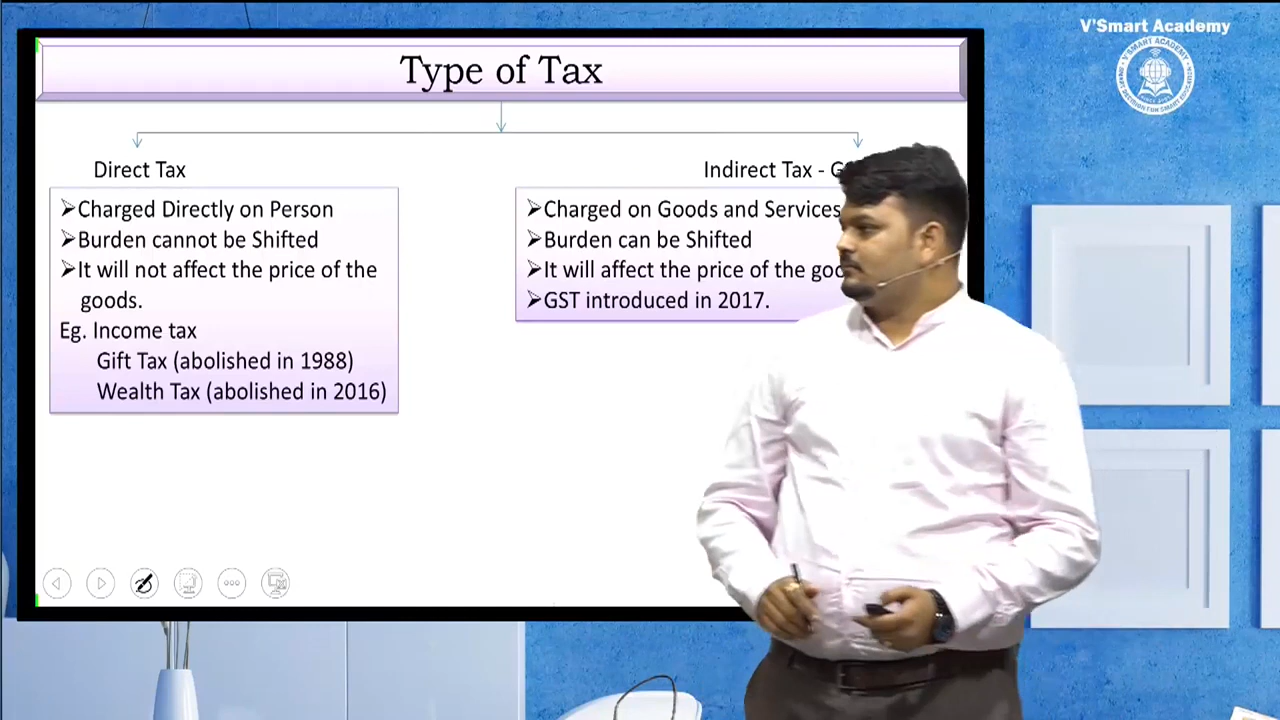 V'Smart Academy
Type of Tax
Direct Tax
➢Charged Directly on Person
➢Burden cannot be Shifted
➢It will not affect the price of the
goods.
Eg. Income tax
Gift Tax (abolished in 1988)
Wealth Tax (abolished in 2016)
Indirect Tax -
➢Charged on Goods and Services
➢Burden can be Shifted
➢It will affect the price of the
➢GST introduced in 2017.